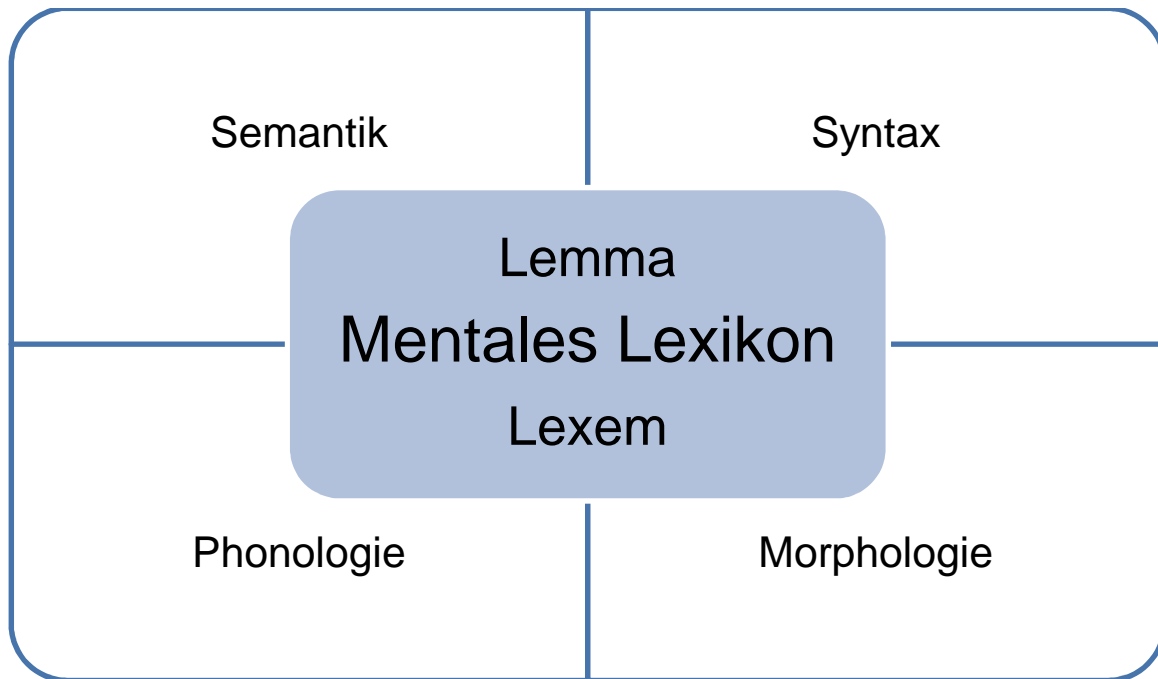 Semantik
Syntax
Lemma
Mentales Lexikon
Lexem
Phonologie
Morphologie